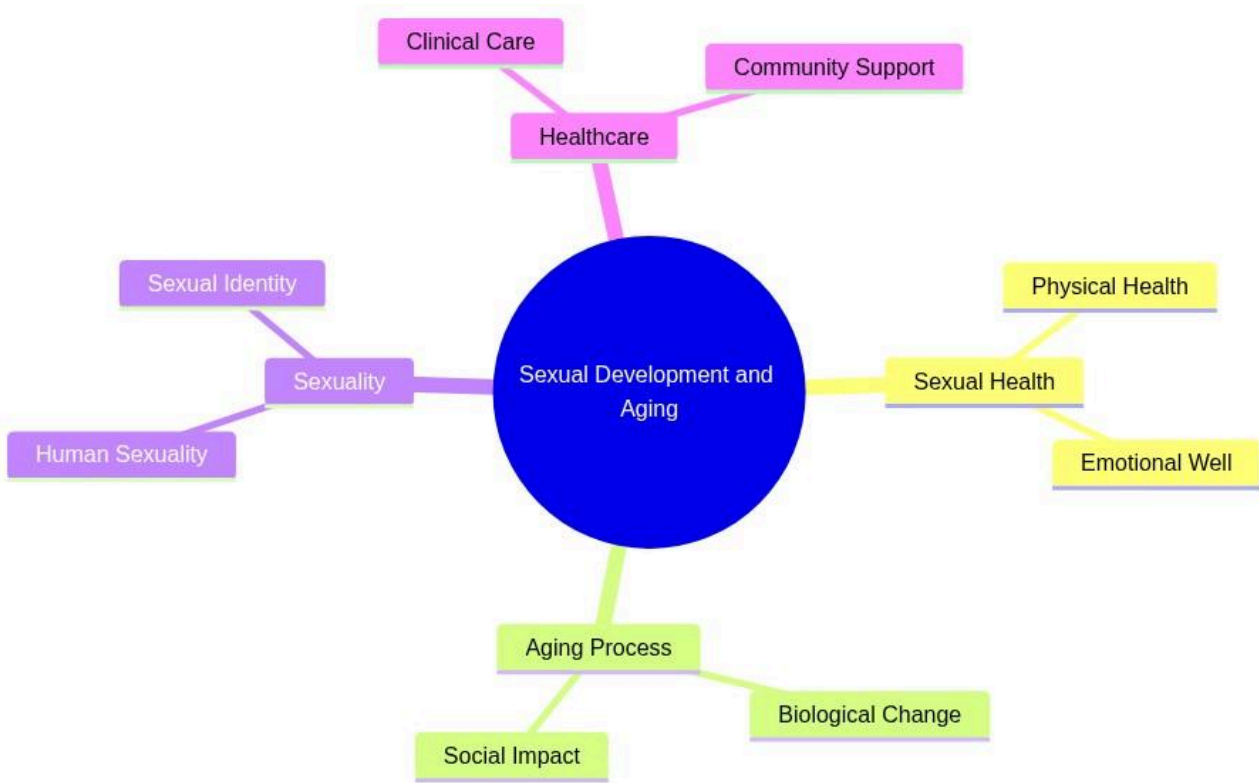 Clinical Care
Community Support
Healthcare
Sexual Identity
Sexuality
Human Sexuality
Sexual Development and
Aging
Physical Health
Sexual Health
Emotional Well
Aging Process
Biological Change
Social Impact